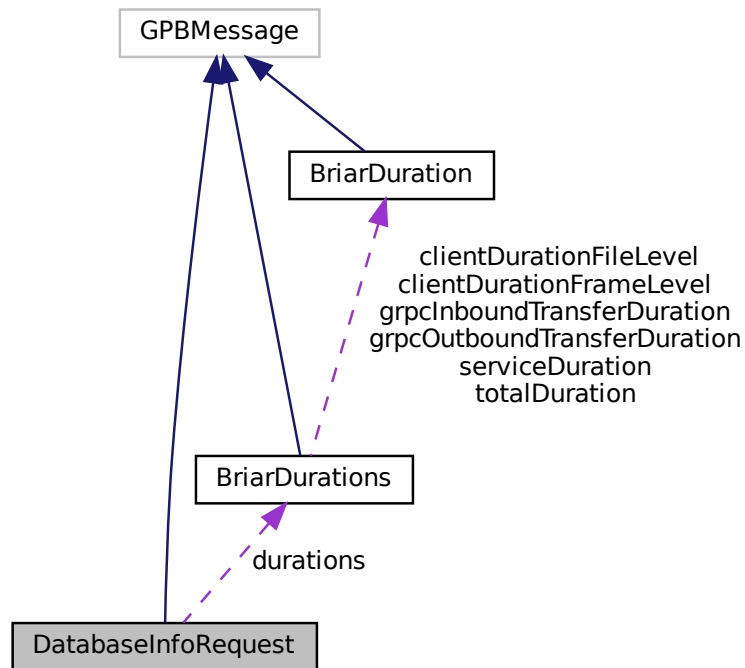 GPBMessage
BriarDuration
clientDurationFileLevel
clientDurationFrameLevel
grpcInboundTransferDuration
grpcOutboundTransferDuration
serviceDuration
totalDuration
BriarDurations
durations
DatabaseInfoRequest